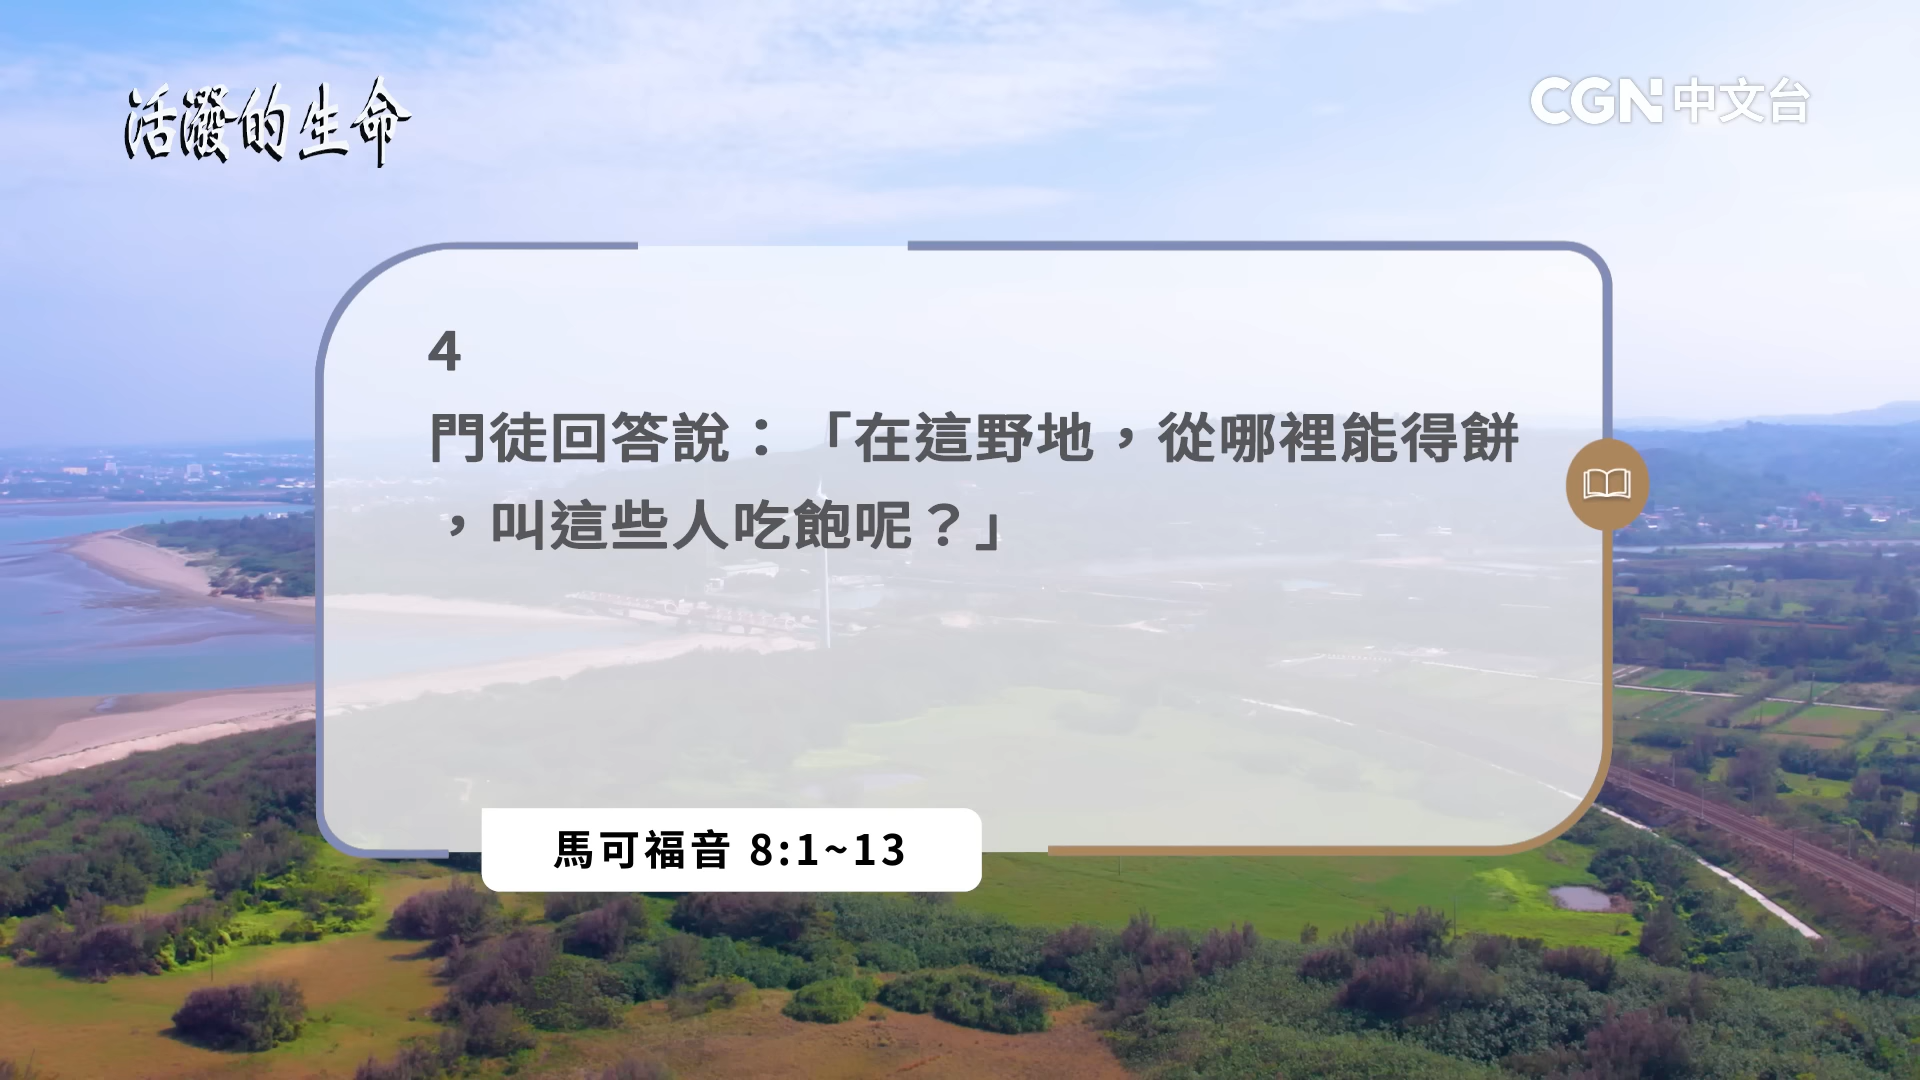 活潑的生命
CGN中文台
4
門徒回答說：「在這野地，從哪裡能得餅
，叫這些人吃飽呢？」
馬可福音 8:1~13